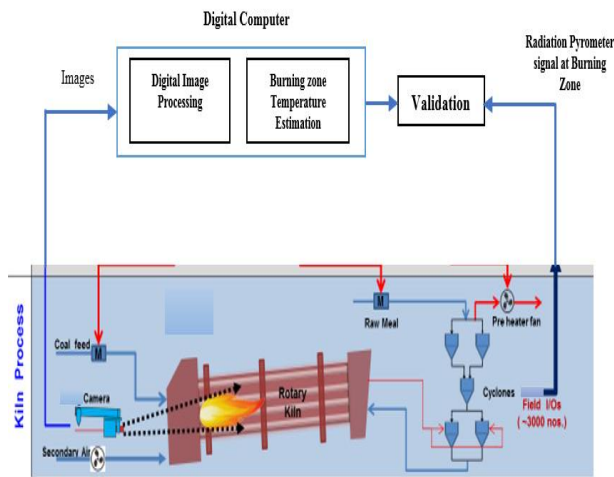 Digital Computer
Radiation Pyrometer
signal at Burning
Zone
Images
Digital Image
Processing
Burning zone
Temperature
Estimation
Validation
Kiln Process
M
Raw Meal
Pre heater fan
Coal feed
M
Camera
Rotary
Kiln
Cyclones
Field I/Os
( ~3000 nos.)
Secondary Air